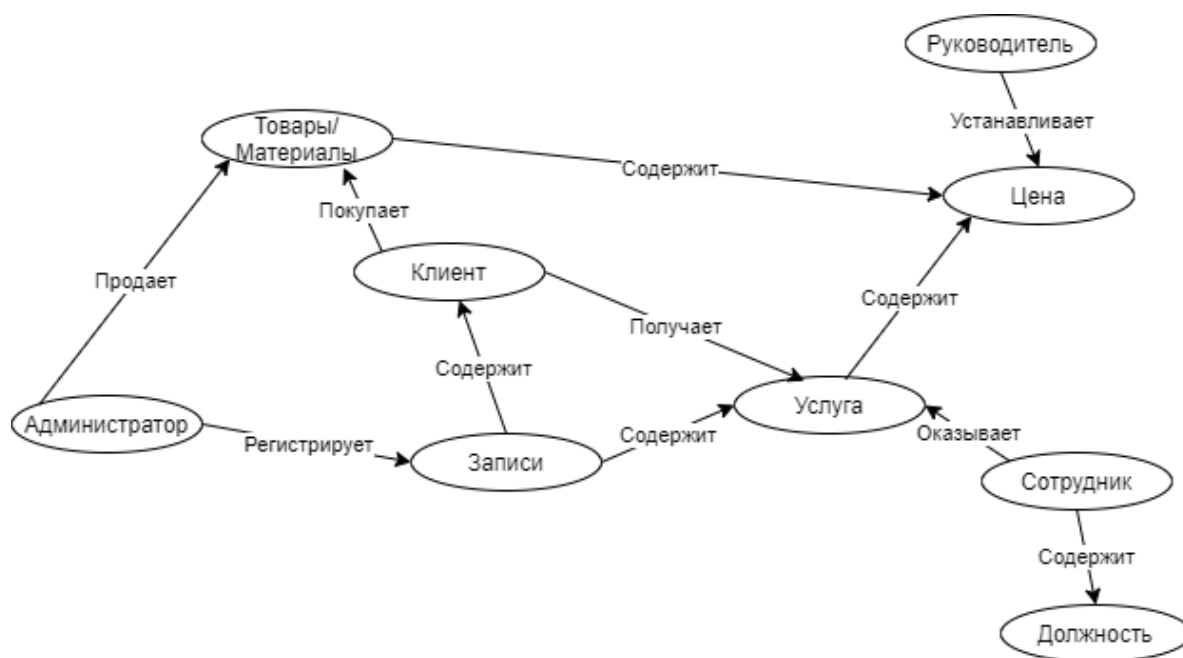 Руководитель
Устанавливает
Товары/
Материалы
Содержит
Цена
Покупает
Клиент
Продает
Содержит
Получает
Содержит
Администратор
Услуга
Регистрирует
Содержит
Оказывает
Записи
Сотрудник
Содержит
Должность